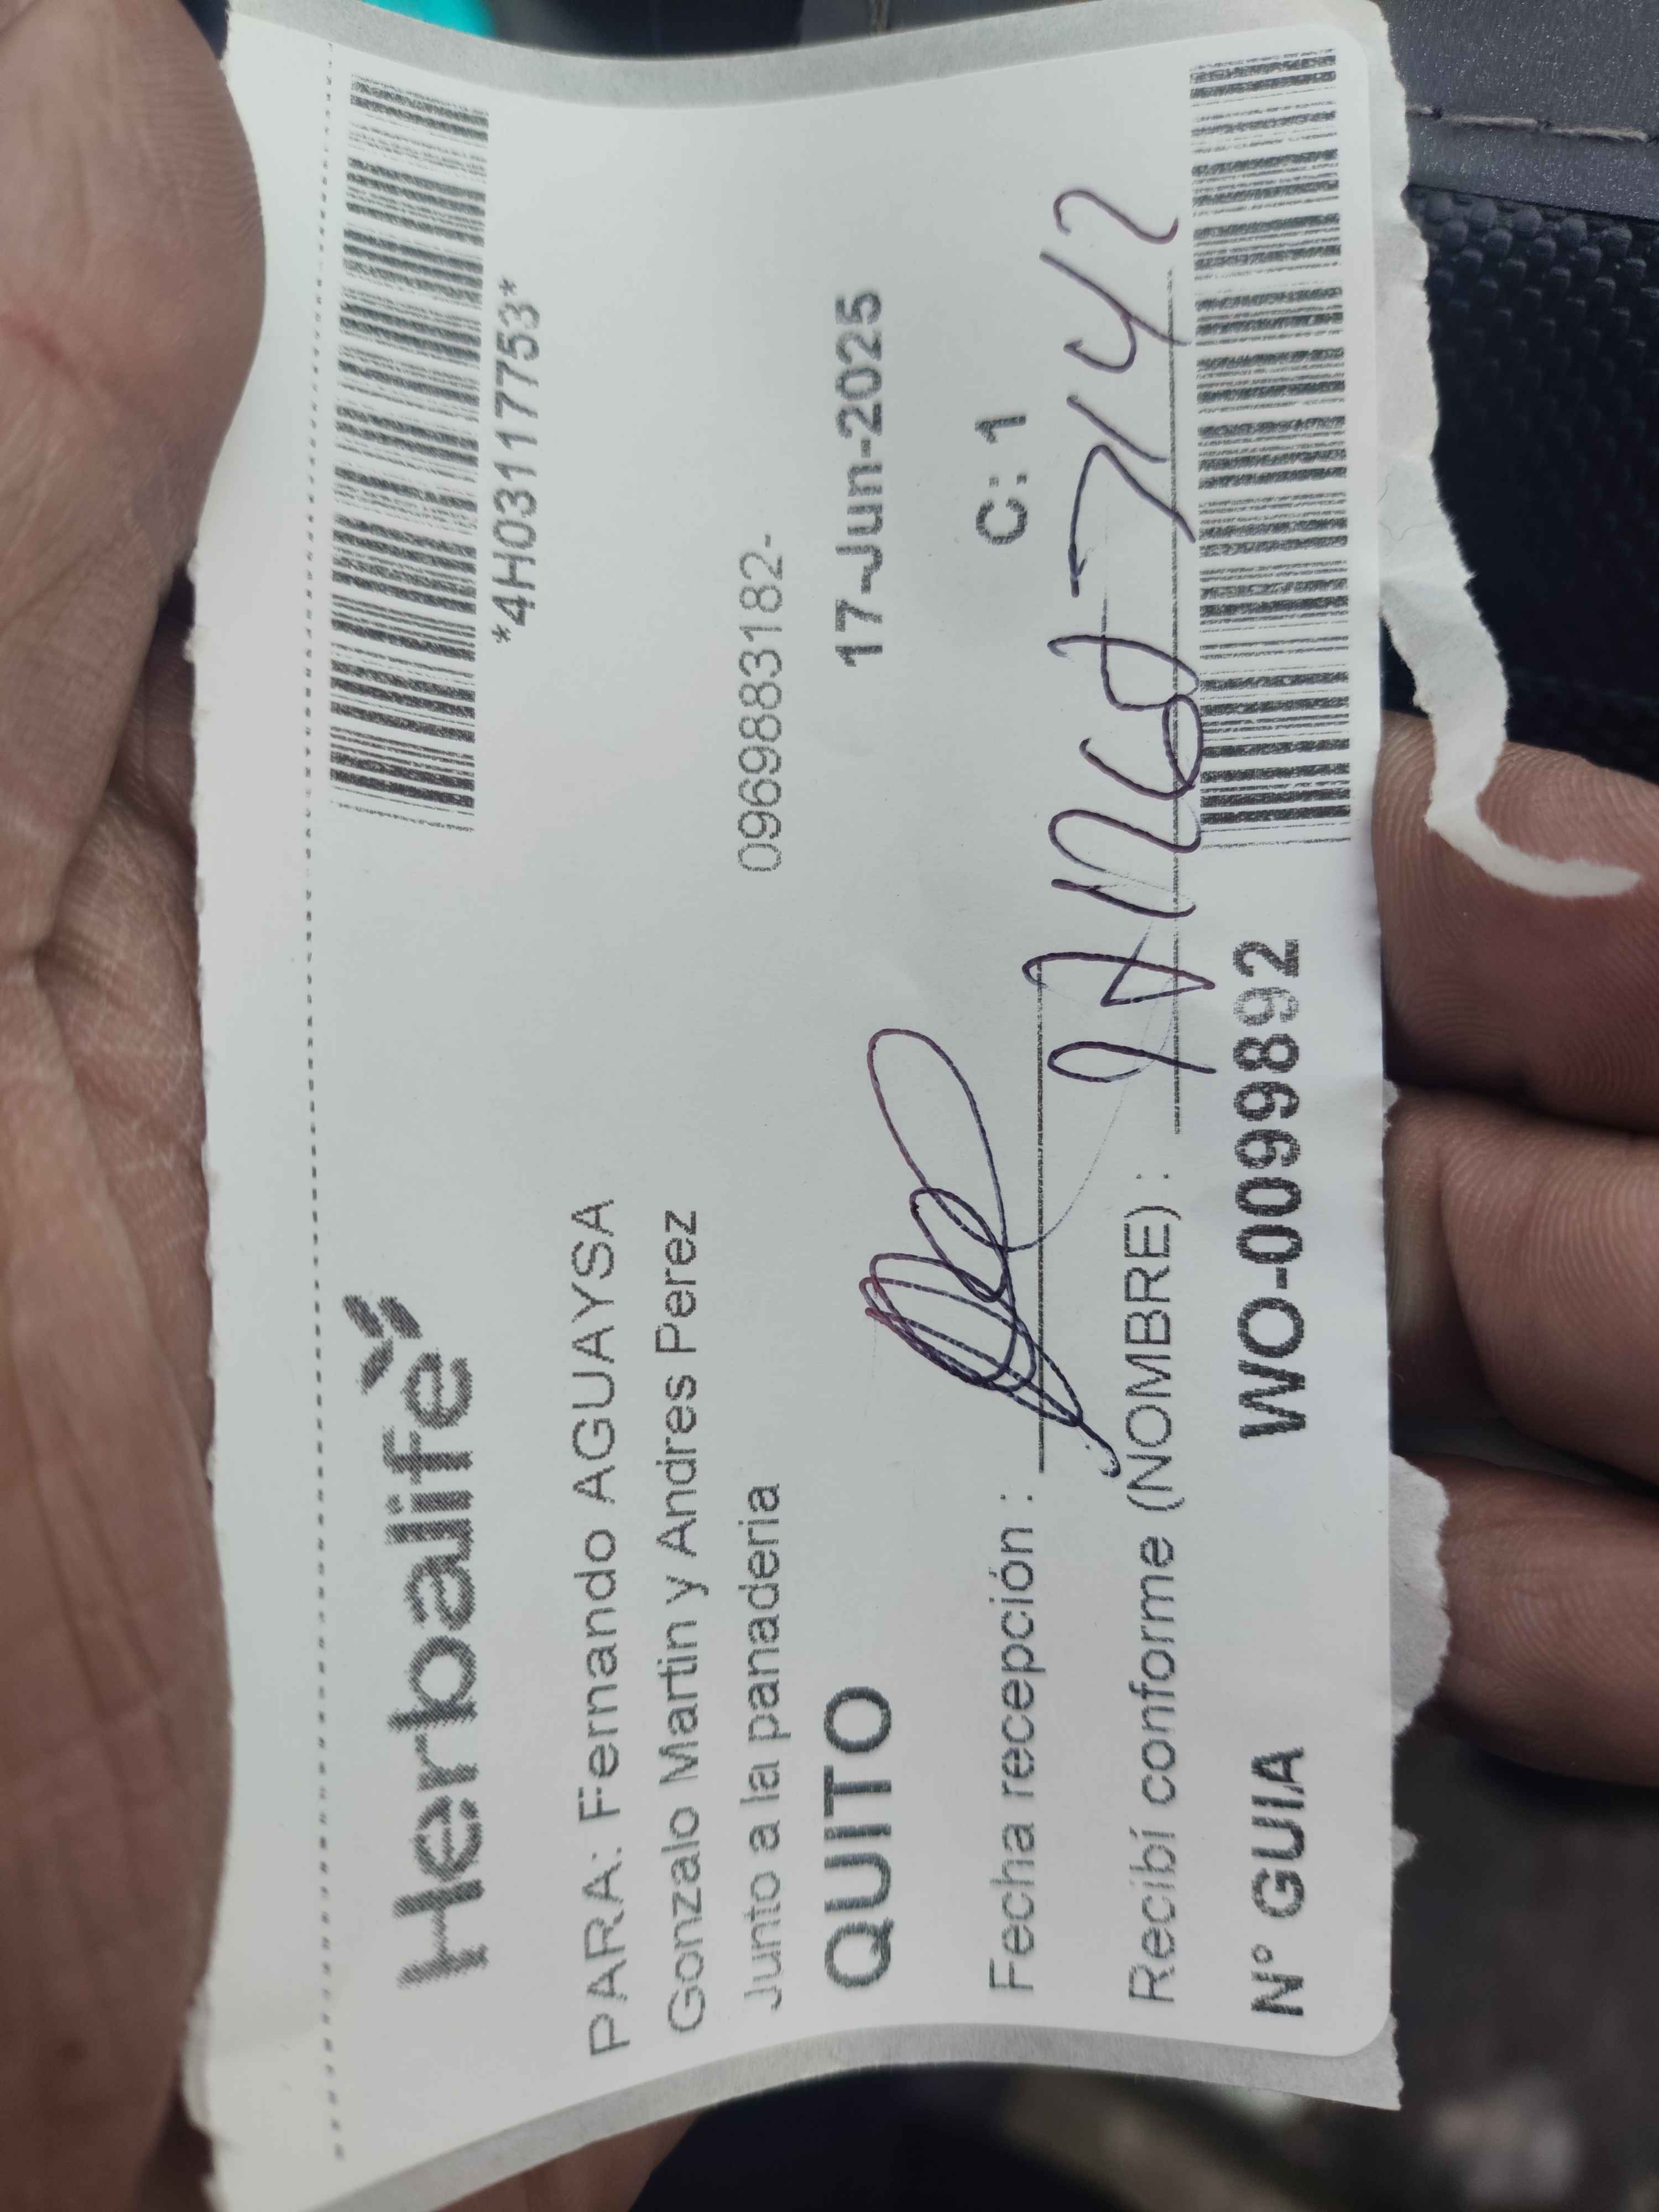 Herbalife
*4H03117753*
PARA: Fernando AGUAYSA
Gonzalo Martin y Andres Perez
Junto a la panaderia 0969883182-
QUITO 17-Jun-2025
Fecha recepción : C: 1
Recibí conforme (NOMBRE) :
N° GUIA WO-0099892